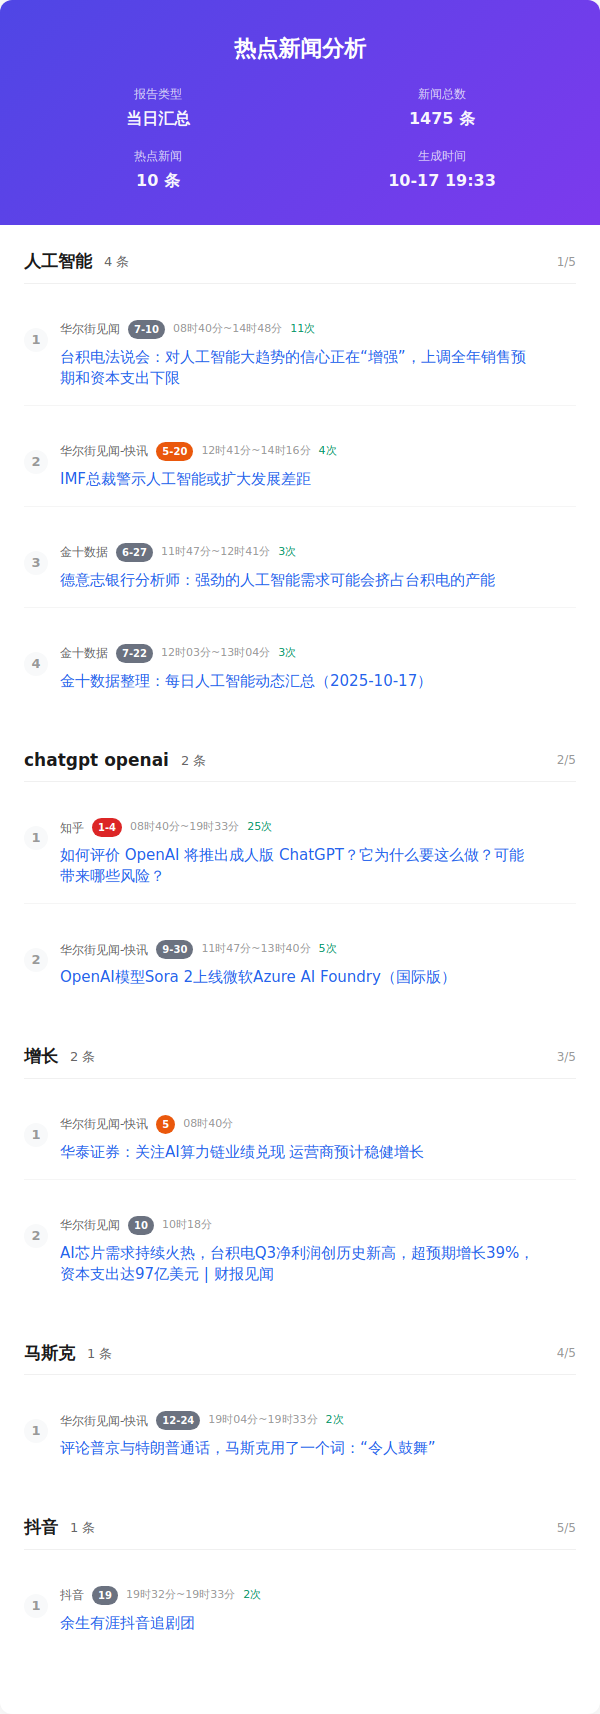 热点新闻分析
报告类型
当日汇总
新闻总数
1475 条
热点新闻
10 条
生成时间
10-17 19:33
人工智能 4 条 1/5
1
华尔街见闻 7-10 08时40分~14时48分 11次
台积电法说会：对人工智能大趋势的信心正在“增强”，上调全年销售预
期和资本支出下限
2
华尔街见闻-快讯 5-20 12时41分~14时16分 4次
IMF总裁警示人工智能或扩大发展差距
3
金十数据 6-27 11时47分~12时41分 3次
德意志银行分析师：强劲的人工智能需求可能会挤占台积电的产能
4
金十数据 7-22 12时03分~13时04分 3次
金十数据整理：每日人工智能动态汇总（2025-10-17）
chatgpt openai 2 条 2/5
1
知乎 1-4 08时40分~19时33分 25次
如何评价 OpenAI 将推出成人版 ChatGPT？它为什么要这么做？可能
带来哪些风险？
2
华尔街见闻-快讯 9-30 11时47分~13时40分 5次
OpenAI模型Sora 2上线微软Azure AI Foundry（国际版）
增长 2 条 3/5
1
华尔街见闻-快讯 5 08时40分
华泰证券：关注AI算力链业绩兑现 运营商预计稳健增长
2
华尔街见闻 10 10时18分
AI芯片需求持续火热，台积电Q3净利润创历史新高，超预期增长39%，
资本支出达97亿美元 | 财报见闻
马斯克 1 条 4/5
1
华尔街见闻-快讯 12-24 19时04分~19时33分 2次
评论普京与特朗普通话，马斯克用了一个词：“令人鼓舞”
抖音 1 条 5/5
1
抖音 19 19时32分~19时33分 2次
余生有涯抖音追剧团